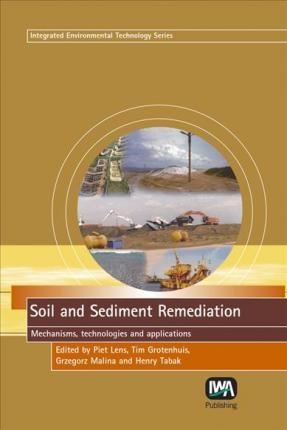 Integrated Environmental Technology Series
Soil and Sediment Remediation
Mechanisms, technologies and applications
Edited by Piet Lens, Tim Grotenhuis,
Grzegorz Malina and Henry Tabak
IWA
Publishing